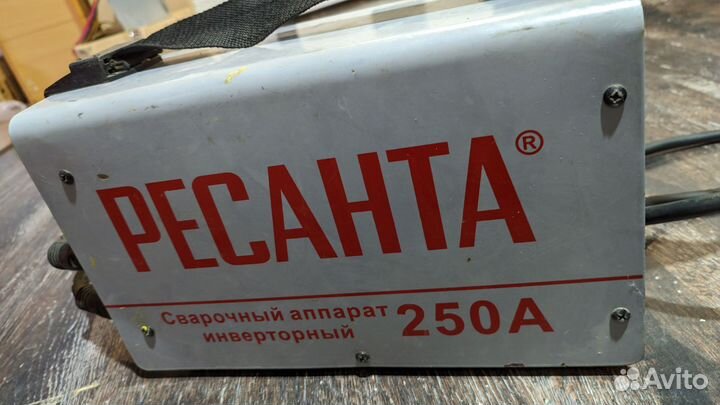 РЕСАНТА®
Сварочный аппарат
инверторный
250А
Avito